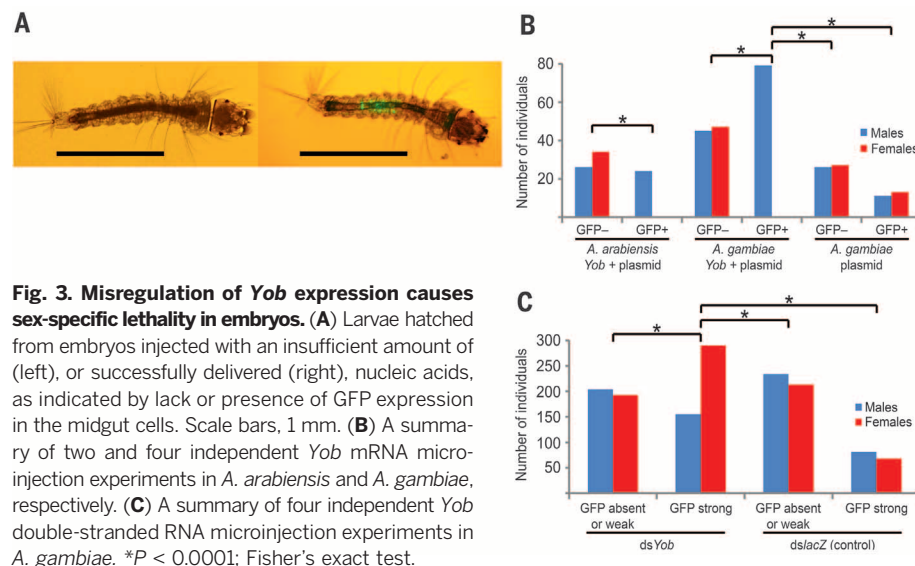 A
Fig. 3. Misregulation of Yob expression causes
sex-specific lethality in embryos. (A) Larvae hatched
from embryos injected with an insufficient amount of
(left), or successfully delivered (right), nucleic acids,
as indicated by lack or presence of GFP expression
in the midgut cells. Scale bars, 1 mm. (B) A summa-
ry of two and four independent Yob mRNA micro-
injection experiments in A. arabiensis and A. gambiae,
respectively. (C) A summary of four independent Yob
double-stranded RNA microinjection experiments in
A. gambiae. *P < 0.0001; Fisher's exact test.
B
Number of individuals
80
60
40
20
*
*
*
*
Males
Females
GFP– GFP+ GFP– GFP+ GFP– GFP+
A. arabiensis A. gambiae A. gambiae
Yob + plasmid Yob + plasmid plasmid
C
Number of individuals
300
250
200
150
100
50
*
*
*
Males
Females
GFP absent GFP strong GFP absent GFP strong
or weak or weak
dsYob dslacZ (control)